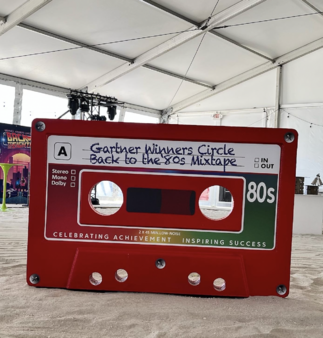 A
Gartner Winners Circle
Back to the 80s Mixtape
IN
OUT
Stereo
Mono
Dolby
80s
CELEBRATING ACHIEVEMENT INSPIRING SUCCESS